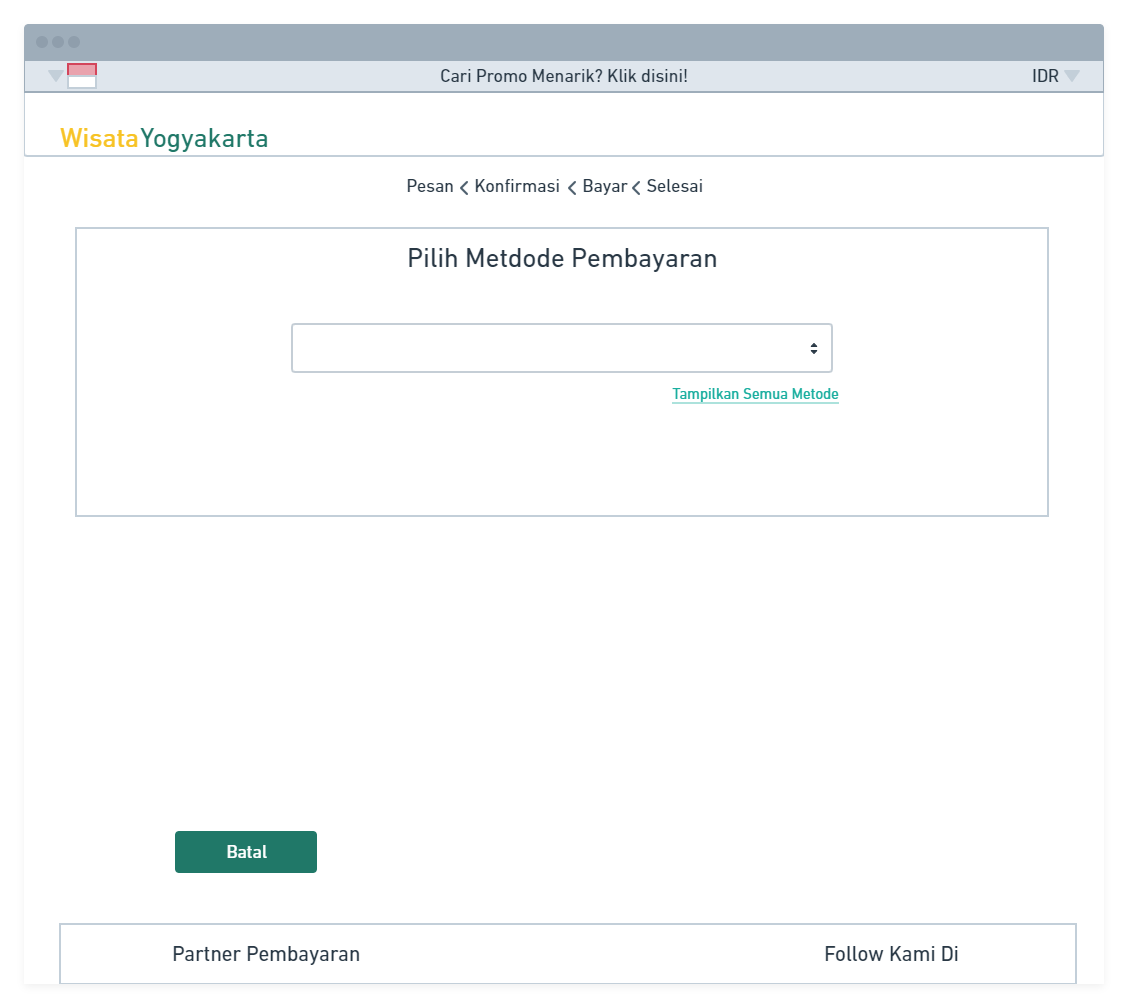 Cari Promo Menarik? Klik disini! IDR
WisataYogyakarta
Pesan < Konfirmasi < Bayar < Selesai
Pilih Metdode Pembayaran
Tampilkan Semua Metode
Batal
Partner Pembayaran Follow Kami Di